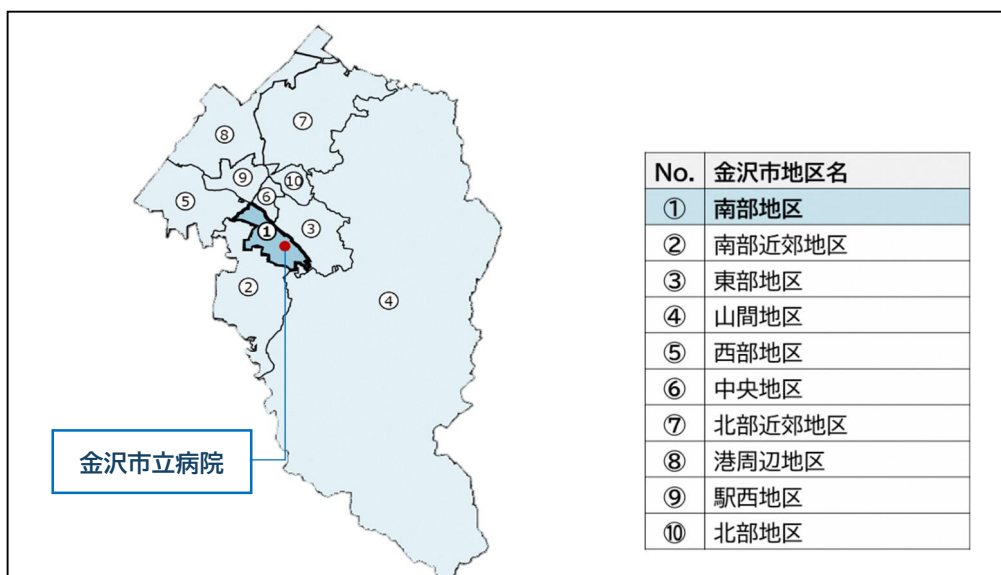 ⑦
⑧
⑨
⑩
⑥
⑤
①
③
②
④
金沢市立病院
No. 金沢市地区名
① 南部地区
② 南部近郊地区
③ 東部地区
④ 山間地区
⑤ 西部地区
⑥ 中央地区
⑦ 北部近郊地区
⑧ 港周辺地区
⑨ 駅西地区
⑩ 北部地区